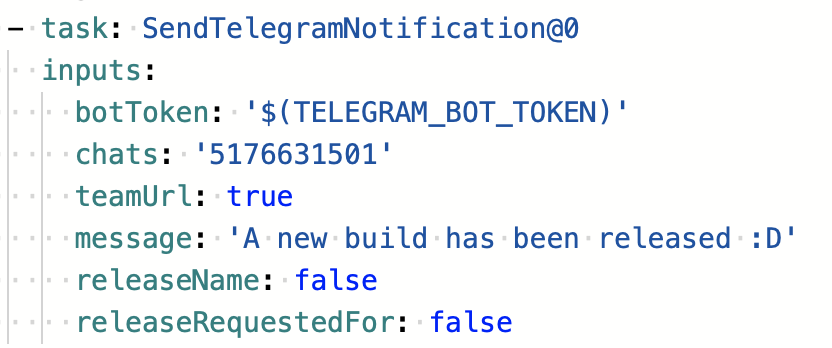 - task: SendTelegramNotification@0
inputs:
botToken: '$(TELEGRAM_BOT_TOKEN)'
chats: '5176631501'
teamUrl: true
message: 'A new build has been released :D'
releaseName: false
releaseRequestedFor: false